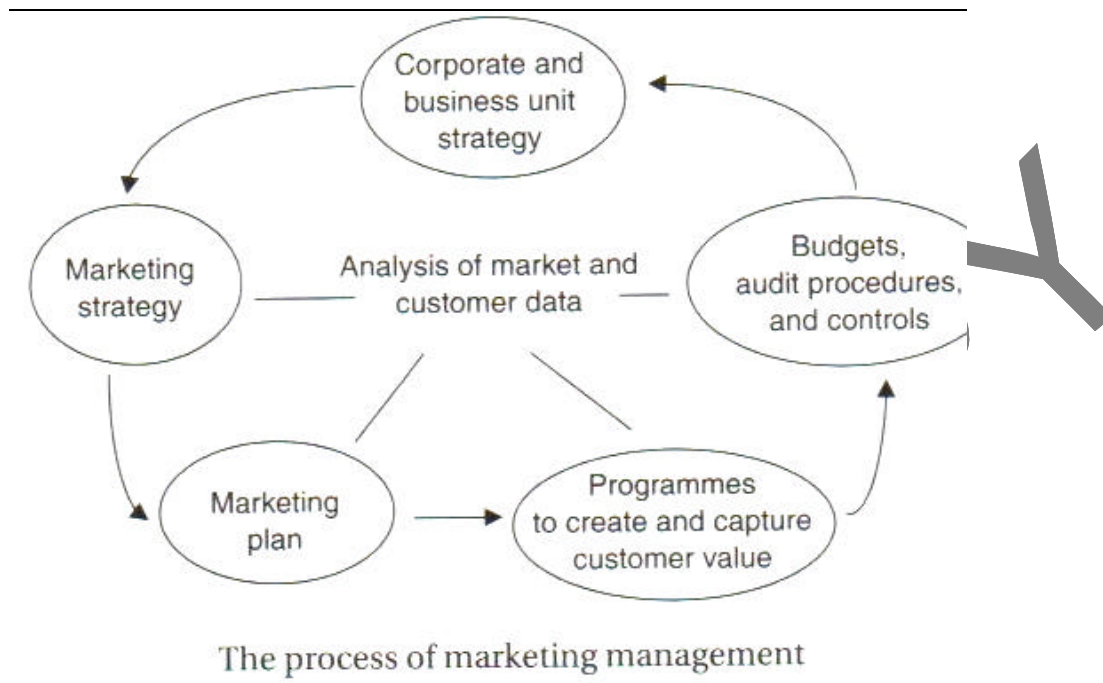 Corporate and
business unit
strategy
Marketing
strategy
Analysis of market and
customer data
Budgets,
audit procedures,
and controls
Marketing
plan
Programmes
to create and capture
customer value
The process of marketing management
Y